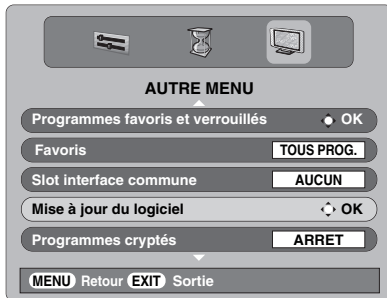 AUTRE MENU
Programmes favoris et verrouillés OK
Favoris TOUS PROG.
Slot interface commune AUCUN
Mise à jour du logiciel OK
Programmes cryptés ARRET
MENU Retour EXIT Sortie